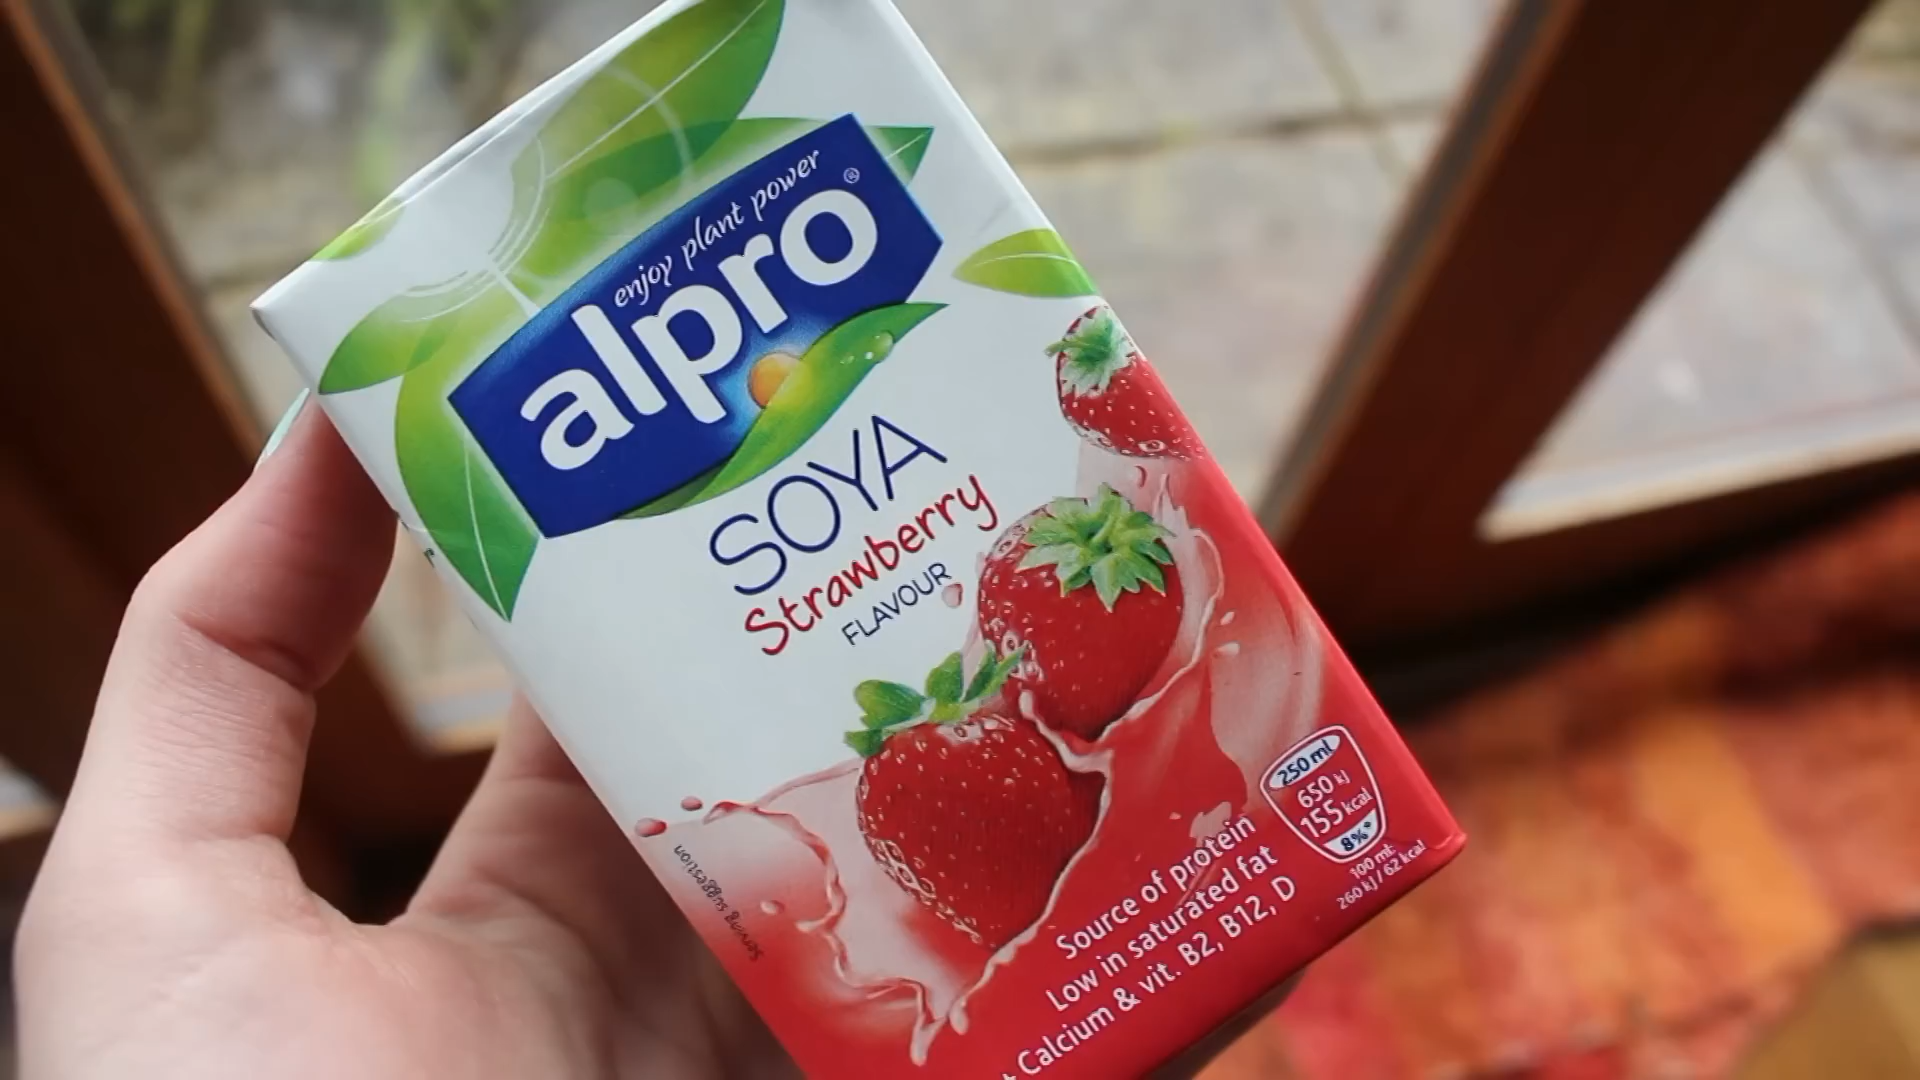 enjoy plant power
alpro®
SOYA
Strawberry
FLAVOUR
Serving suggestion
250 ml
650 kJ
155 kcal
8%*
100 ml:
260 kJ / 62 kcal
Source of protein
Low in saturated fat
Calcium & vit. B2, B12, D